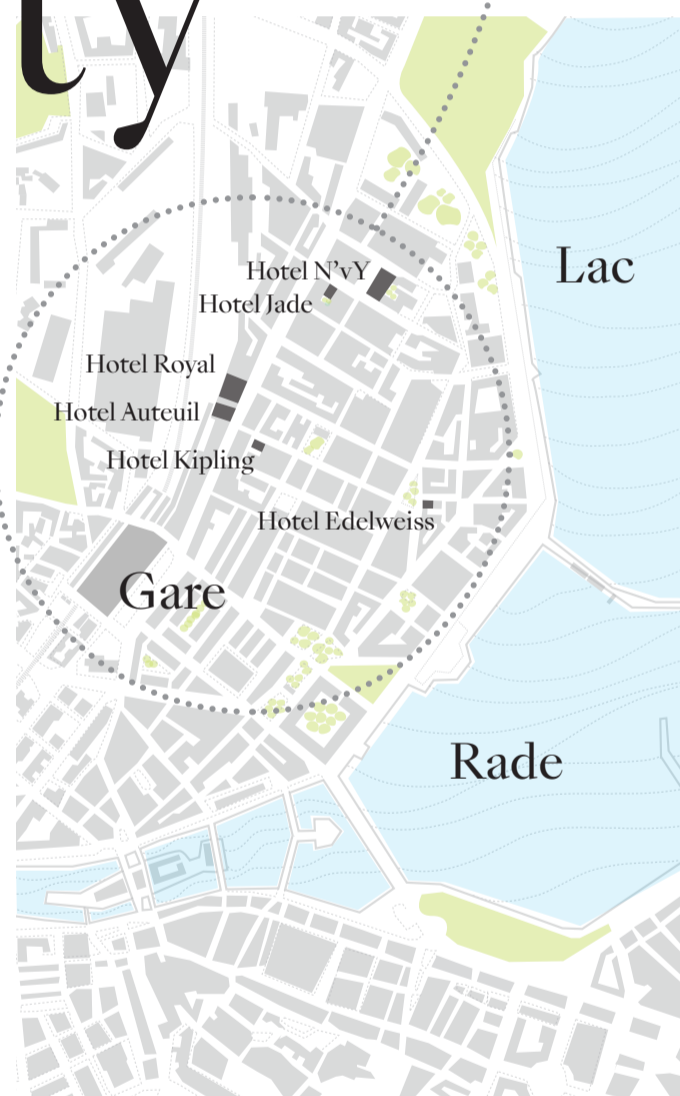 ty
Hotel N'vY
Hotel Jade
Lac
Hotel Royal
Hotel Auteuil
Hotel Kipling
Hotel Edelweiss
Gare
Rade